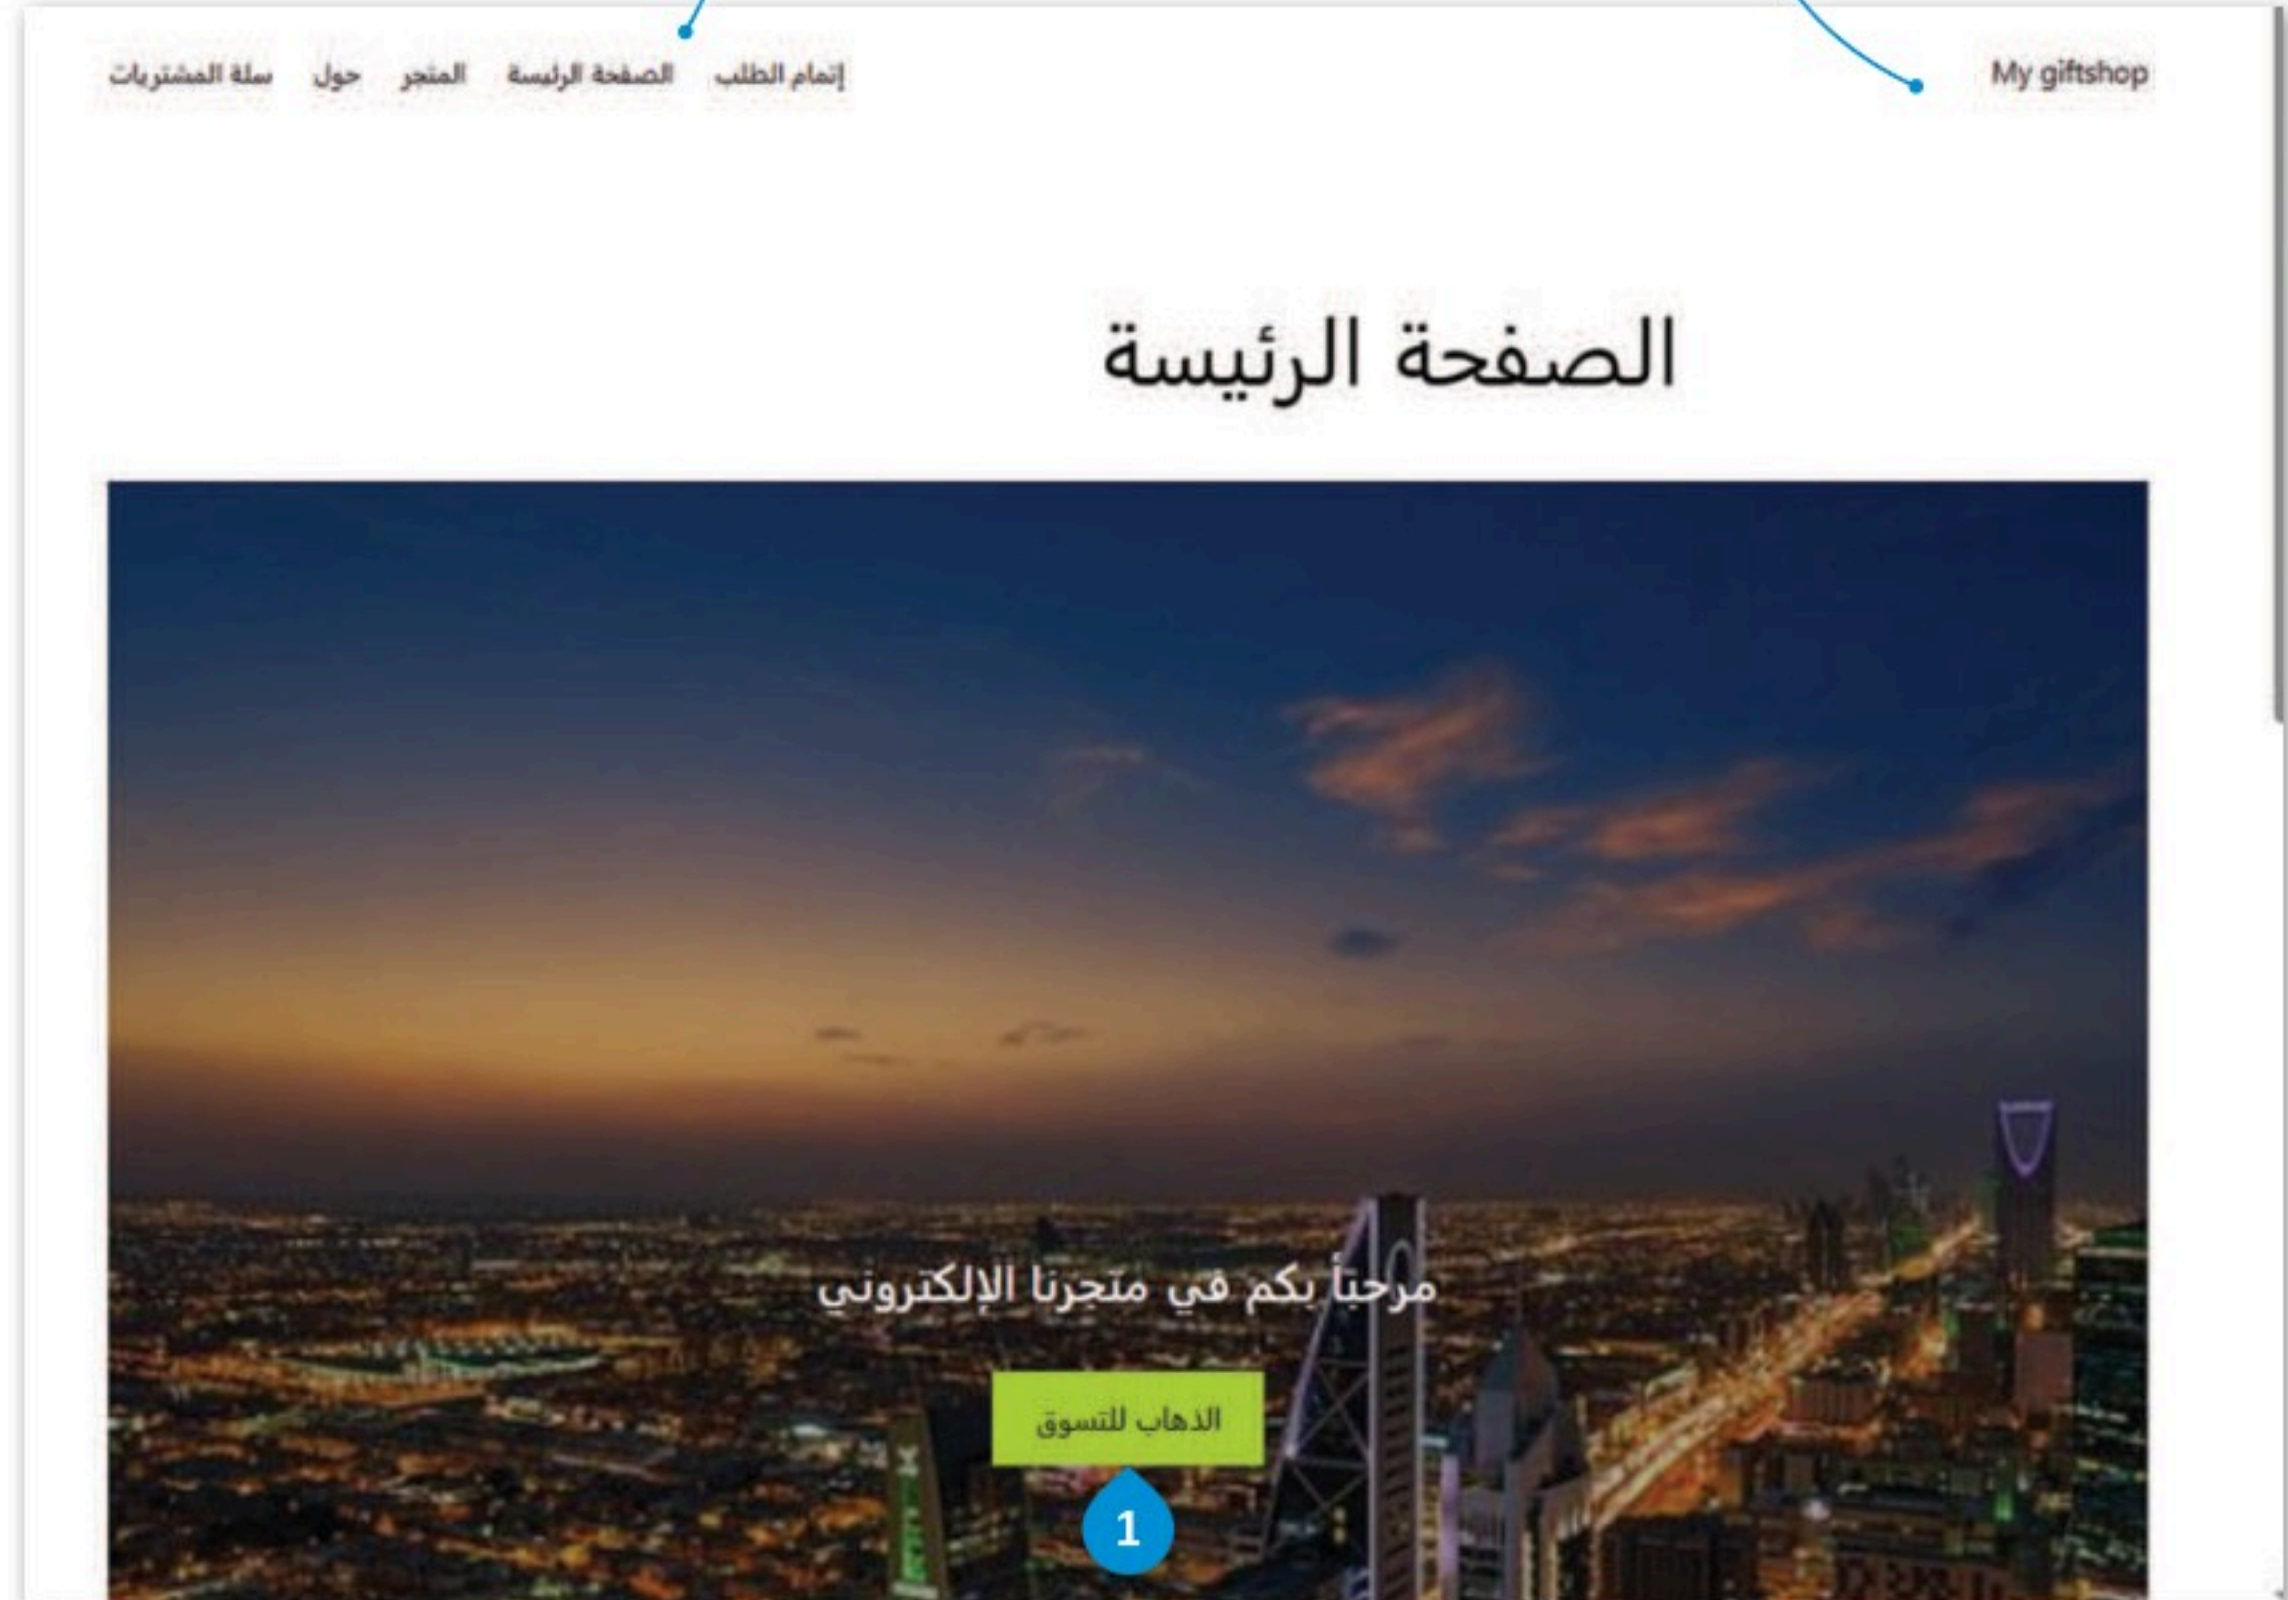 My giftshop
إتمام الطلب الصفحة الرئيسة المتجر حول سلة المشتريات
الصفحة الرئيسة
مرحبًا بكم في متجرنا الإلكتروني
الذهاب للتسوق
1